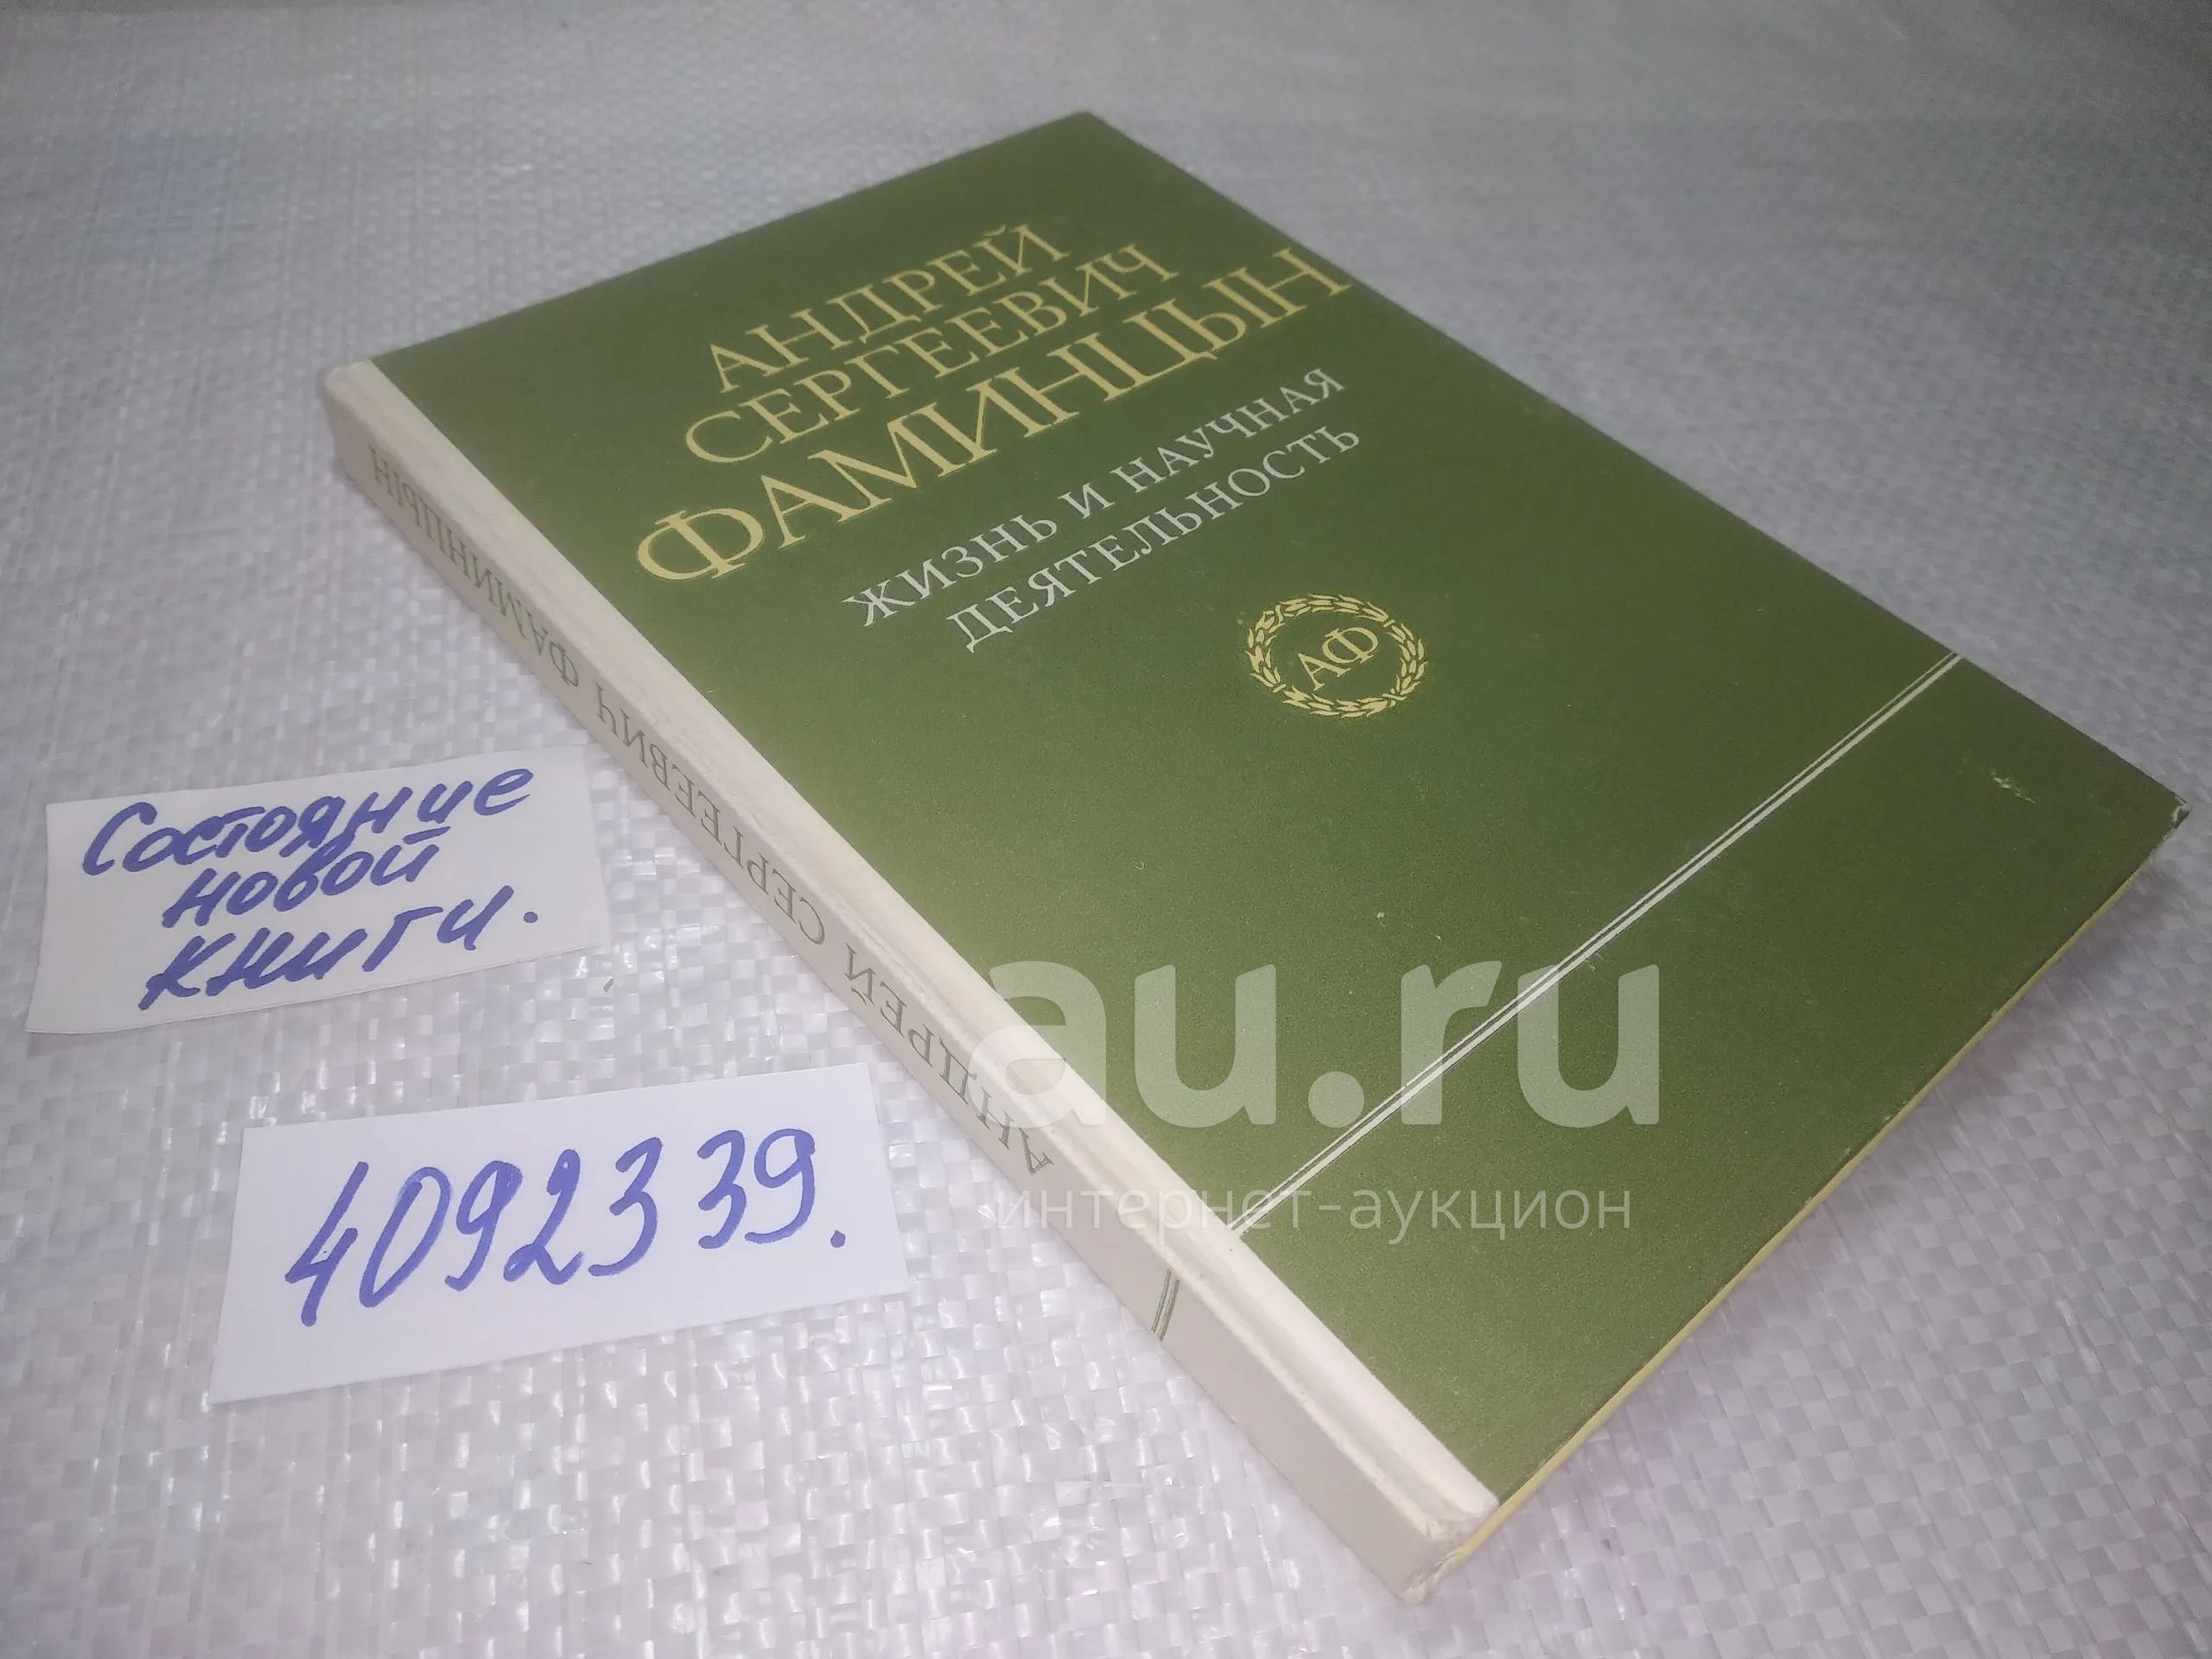 АНДРЕЙ
СЕРГЕЕВИЧ
ФАМИНЦЫН
ЖИЗНЬ И НАУЧНАЯ
ДЕЯТЕЛЬНОСТЬ
АФ
АНДРЕЙ СЕРГЕЕВИЧ ФАМИНЦЫН
Состояние
новой
книги.
4092339.
au.ru
интернет-аукцион